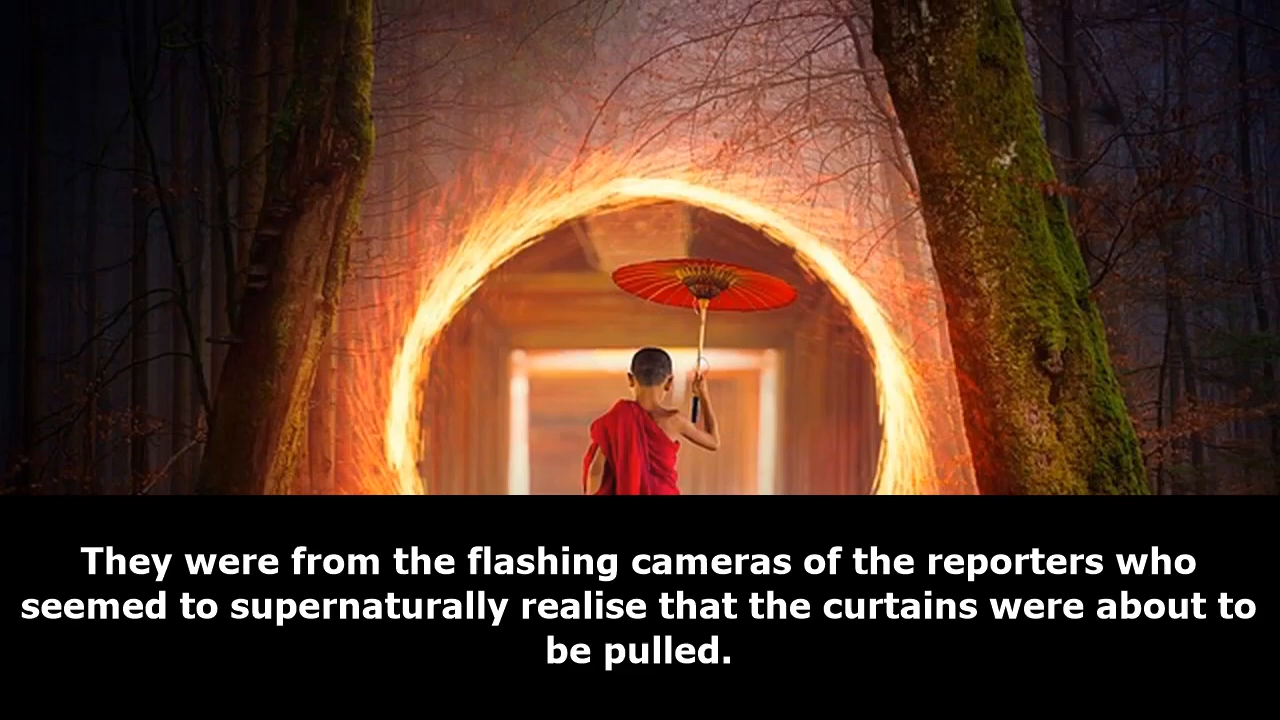 They were from the flashing cameras of the reporters who
seemed to supernaturally realise that the curtains were about to
be pulled.